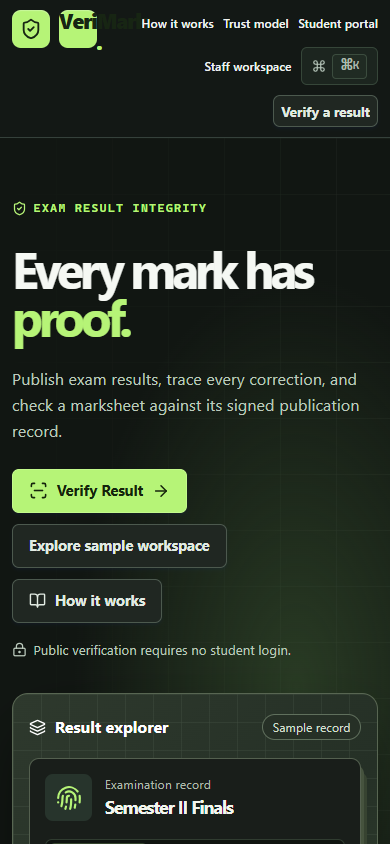 VeriMark.
How it works Trust model Student portal
Staff workspace ⌘ ⌘K
Verify a result
EXAM RESULT INTEGRITY
Every mark has
proof.
Publish exam results, trace every correction, and
check a marksheet against its signed publication
record.
Verify Result →
Explore sample workspace
How it works
Public verification requires no student login.
Result explorer Sample record
Examination record
Semester II Finals